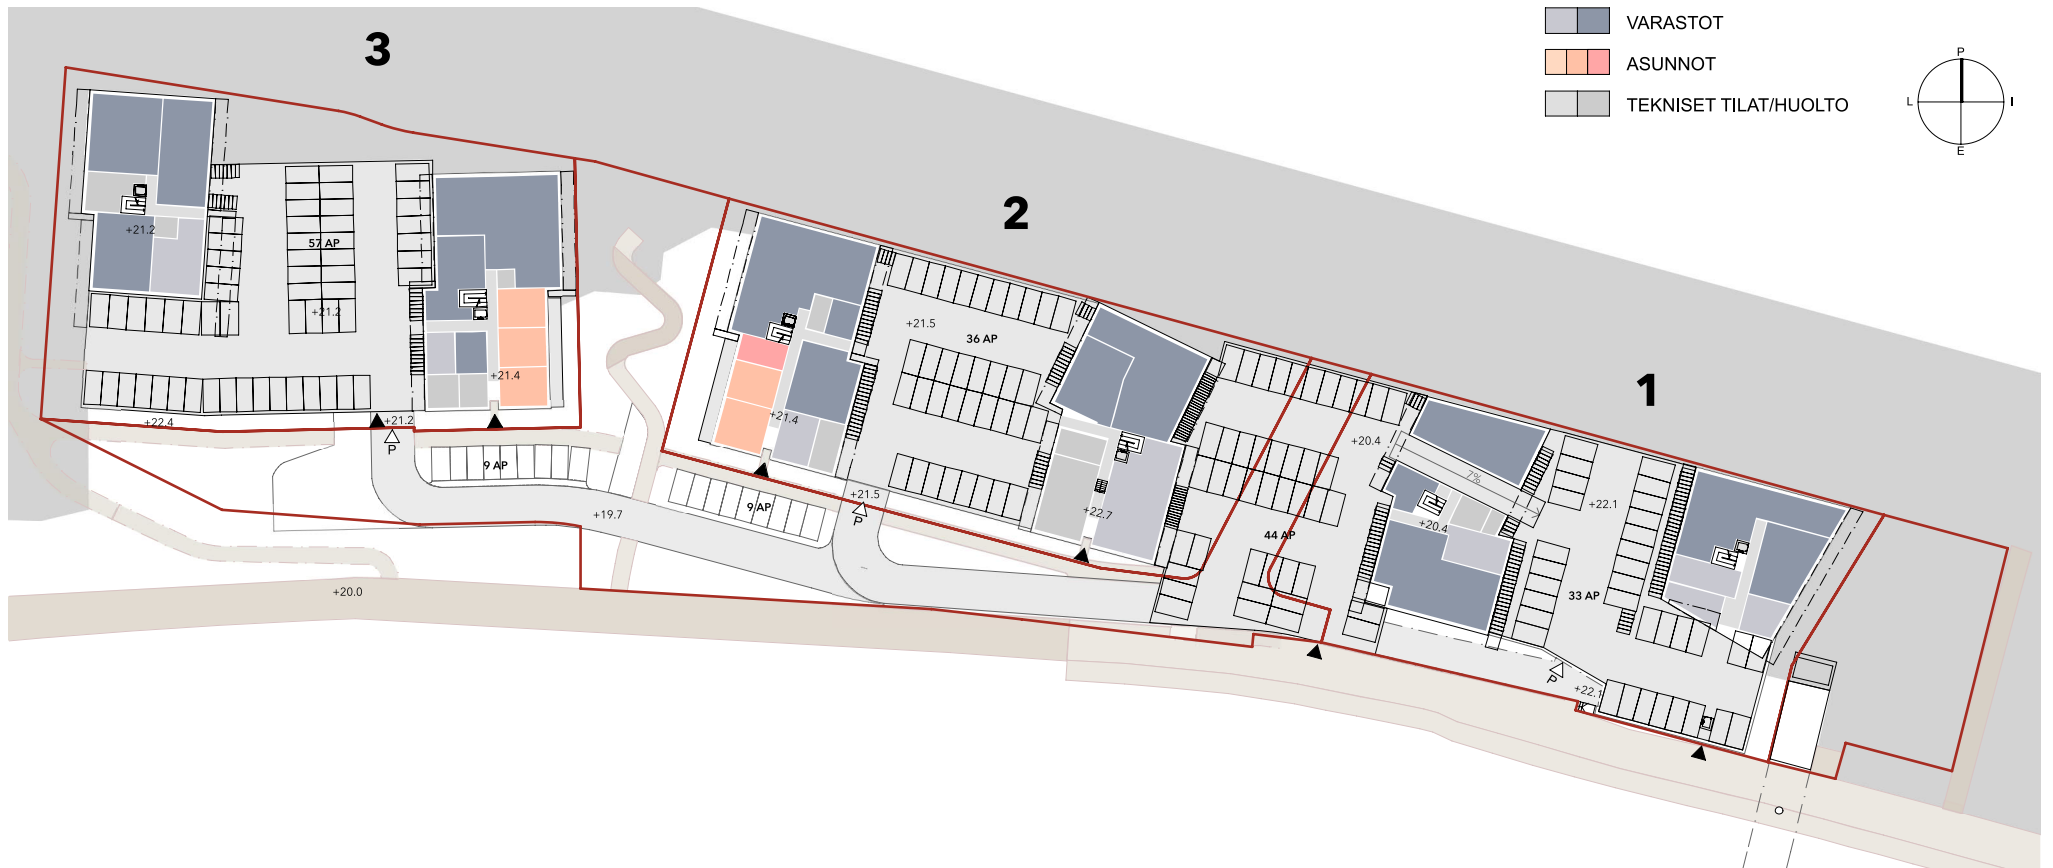 3
2
1
VARASTOT
ASUNNOT
TEKNISET TILAT/HUOLTO
P
L
I
E
+21.2
57 AP
+21.2
+21.4
+22.4
+21.2
P
9 AP
+19.7
+20.0
+21.5
36 AP
+21.4
+22.7
9 AP
+21.5
P
+20.4
7%
+20.4
44 AP
+22.1
33 AP
P
+22.1